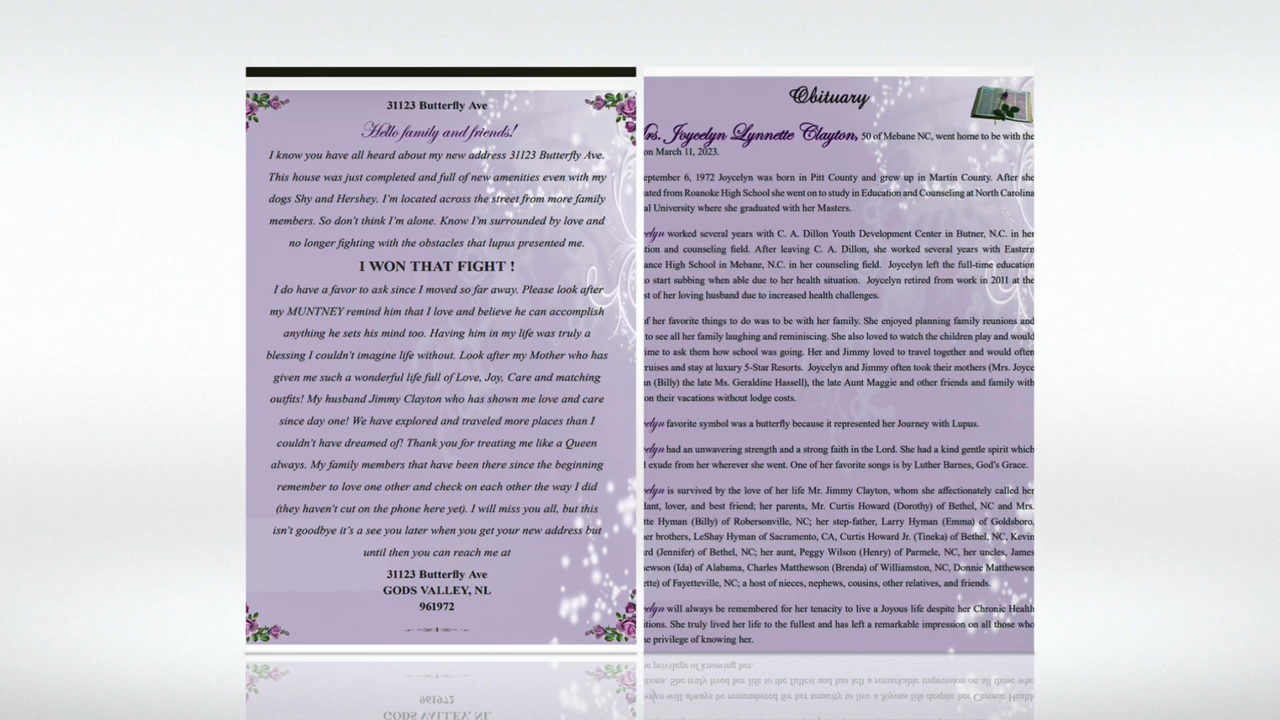 31123 Butterfly Ave
Hello family and friends!
I know you have all heard about my new address 31123 Butterfly Ave.
This house was just completed and full of new amenities even with my
dogs Shy and Hershey. I'm located across the street from more family
members. So don't think I'm alone. Know I'm surrounded by love and
no longer fighting with the obstacles that lupus presented me.
I WON THAT FIGHT !
I do have a favor to ask since I moved so far away. Please look after
my MUNTNEY remind him that I love and believe he can accomplish
anything he sets his mind too. Having him in my life was truly a
blessing I couldn't imagine life without. Look after my Mother who has
given me such a wonderful life full of Love, Joy, Care and matching
outfits! My husband Jimmy Clayton who has shown me love and care
since day one! We have explored and traveled more places than I
couldn't have dreamed of! Thank you for treating me like a Queen
always. My family members that have been there since the beginning
remember to love one other and check on each other the way I did
(they haven't cut on the phone here yet). I will miss you all, but this
isn't goodbye it's a see you later when you get your new address but
until then you can reach me at
31123 Butterfly Ave
GODS VALLEY, NL
961972
Obituary
rs. Joycelyn Lynnette Clayton, 50 of Mebane NC, went home to be with the
on March 11, 2023.
eptember 6, 1972 Joycelyn was born in Pitt County and grew up in Martin County. After she
ated from Roanoke High School she went on to study in Education and Counseling at North Carolina
al University where she graduated with her Masters.
elyn worked several years with C. A. Dillon Youth Development Center in Butner, N.C. in her
tion and counseling field. After leaving C. A. Dillon, she worked several years with Eastern
ance High School in Mebane, N.C. in her counseling field. Joycelyn left the full-time education
o start subbing when able due to her health situation. Joycelyn retired from work in 2011 at the
st of her loving husband due to increased health challenges.
of her favorite things to do was to be with her family. She enjoyed planning family reunions and
to see all her family laughing and reminiscing. She also loved to watch the children play and would
ime to ask them how school was going. Her and Jimmy loved to travel together and would often
ruises and stay at luxury 5-Star Resorts. Joycelyn and Jimmy often took their mothers (Mrs. Joyce
an (Billy) the late Ms. Geraldine Hassell), the late Aunt Maggie and other friends and family with
on their vacations without lodge costs.
elyn favorite symbol was a butterfly because it represented her Journey with Lupus.
elyn had an unwavering strength and a strong faith in the Lord. She had a kind gentle spirit which
l exude from her wherever she went. One of her favorite songs is by Luther Barnes, God's Grace.
elyn is survived by the love of her life Mr. Jimmy Clayton, whom she affectionately called her
dant, lover, and best friend; her parents, Mr. Curtis Howard (Dorothy) of Bethel, NC and Mrs.
tte Hyman (Billy) of Robersonville, NC; her step-father, Larry Hyman (Emma) of Goldsboro,
er brothers, LeShay Hyman of Sacramento, CA, Curtis Howard Jr. (Tineka) of Bethel, NC, Kevin
rd (Jennifer) of Bethel, NC; her aunt, Peggy Wilson (Henry) of Parmele, NC, her uncles, James
ewson (Ida) of Alabama, Charles Matthewson (Brenda) of Williamston, NC, Donnie Matthewson
ette) of Fayetteville, NC; a host of nieces, nephews, cousins, other relatives, and friends.
elyn will always be remembered for her tenacity to live a Joyous life despite her Chronic Health
itions. She truly lived her life to the fullest and has left a remarkable impression on all those who
he privilege of knowing her.